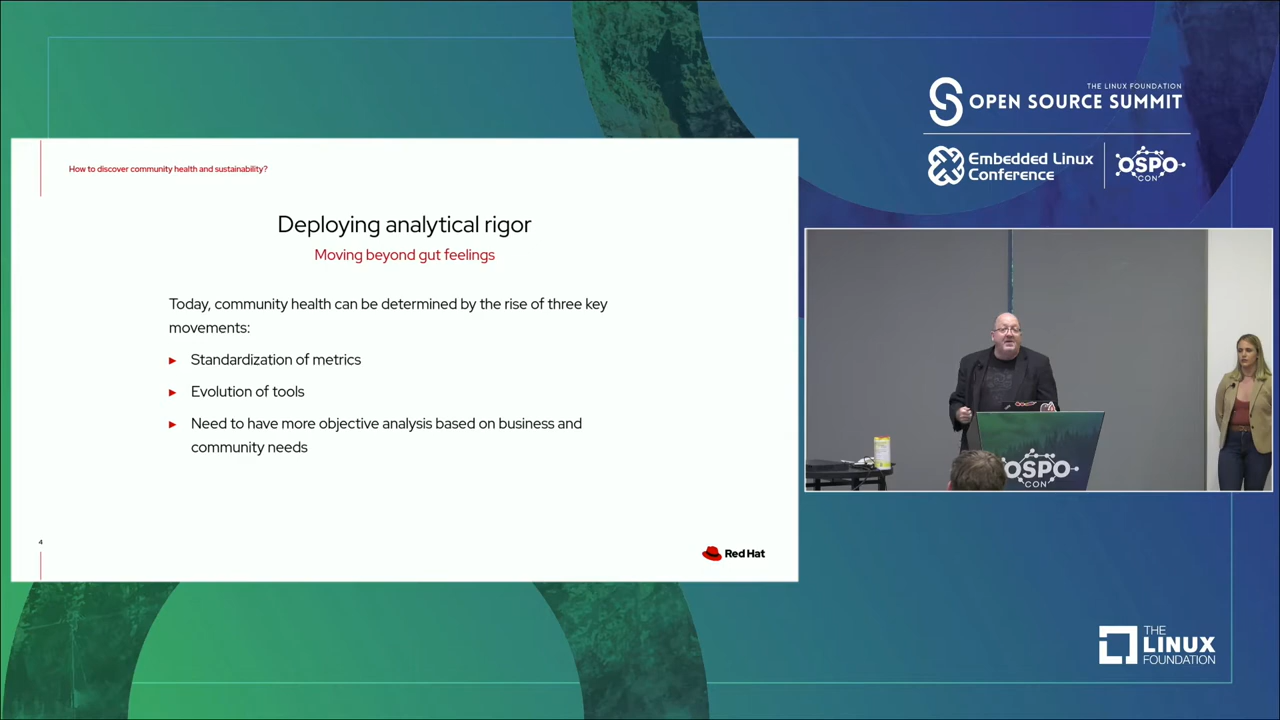 THE LINUX FOUNDATION
OPEN SOURCE SUMMIT
Embedded Linux
Conference
OSPO
CON
How to discover community health and sustainability?
Deploying analytical rigor
Moving beyond gut feelings
Today, community health can be determined by the rise of three key
movements:
Standardization of metrics
Evolution of tools
Need to have more objective analysis based on business and
community needs
4
Red Hat
OSPO
CON
THE
LINUX
FOUNDATION